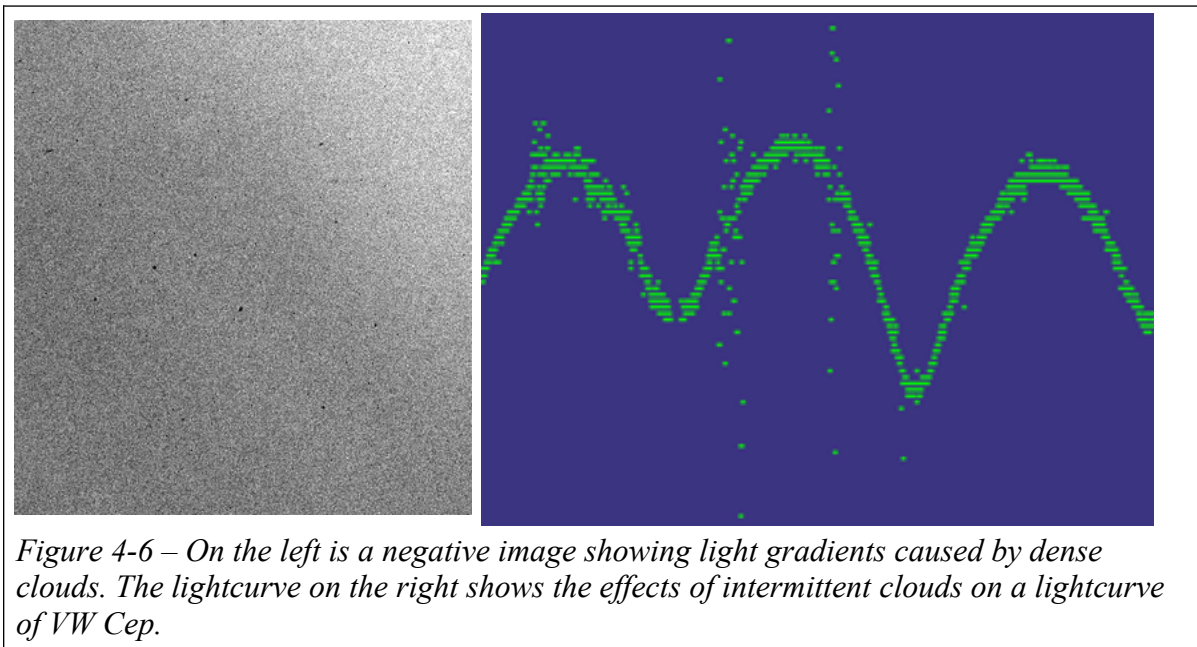 Figure 4-6 – On the left is a negative image showing light gradients caused by dense
clouds. The lightcurve on the right shows the effects of intermittent clouds on a lightcurve
of VW Cep.